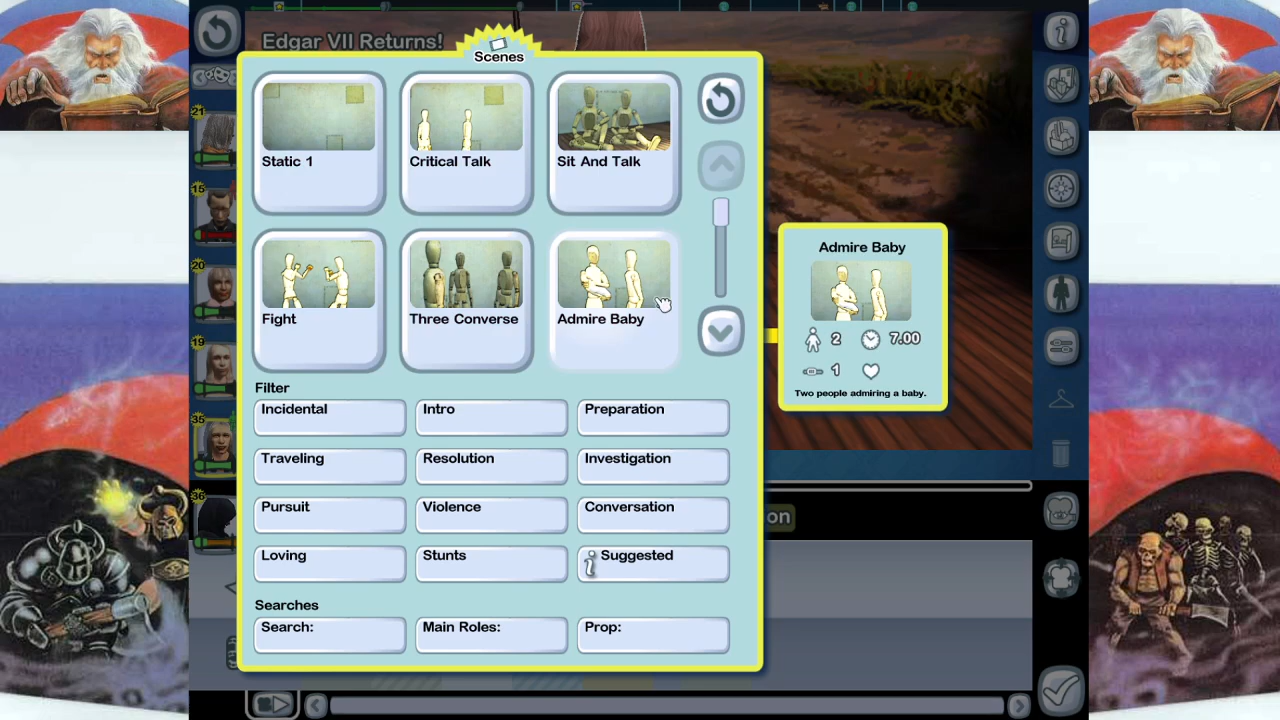 Edgar VII Returns!
Scenes
Static 1
Critical Talk
Sit And Talk
Fight
Three Converse
Admire Baby
Admire Baby
2
7.00
1
Two people admiring a baby.
Filter
Incidental
Intro
Preparation
Traveling
Resolution
Investigation
Pursuit
Violence
Conversation
Loving
Stunts
i Suggested
Searches
Search:
Main Roles:
Prop:
21
15
20
19
35
36
on